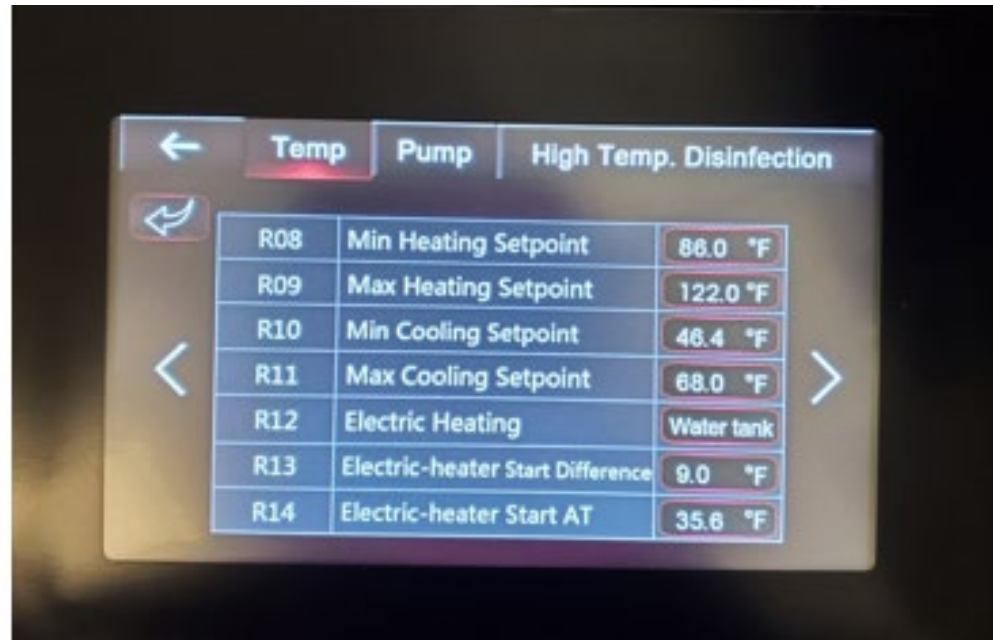 Temp Pump High Temp. Disinfection
R08 Min Heating Setpoint 86.0 °F
R09 Max Heating Setpoint 122.0 °F
R10 Min Cooling Setpoint 46.4 °F
R11 Max Cooling Setpoint 68.0 °F
R12 Electric Heating Water tank
R13 Electric-heater Start Difference 9.0 °F
R14 Electric-heater Start AT 35.6 °F